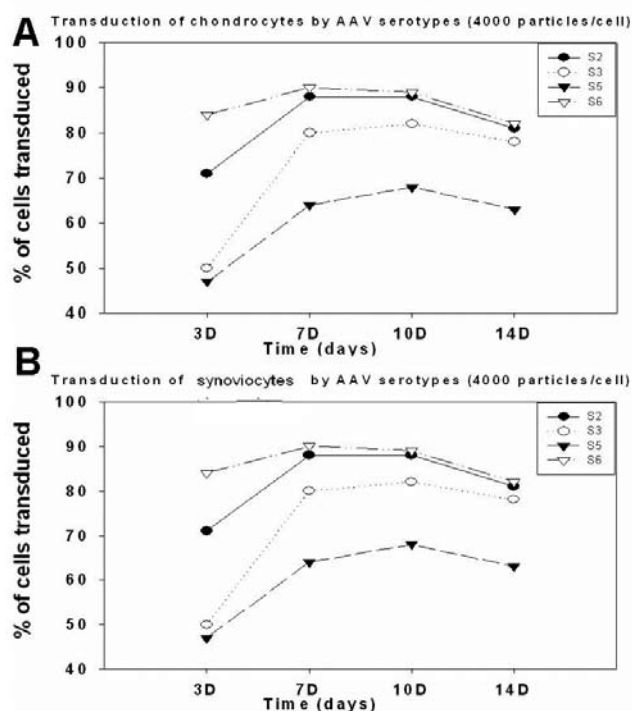 A
Transduction of chondrocytes by AAV serotypes (4000 particles/cell)
100
90
80
70
60
50
40
% of cells transduced
S2
S3
S5
S6
3D 7D 10D 14D
Time (days)
B
Transduction of synoviocytes by AAV serotypes (4000 particles/cell)
100
90
80
70
60
50
40
% of cells transduced
S2
S3
S5
S6
3D 7D 10D 14D
Time (days)